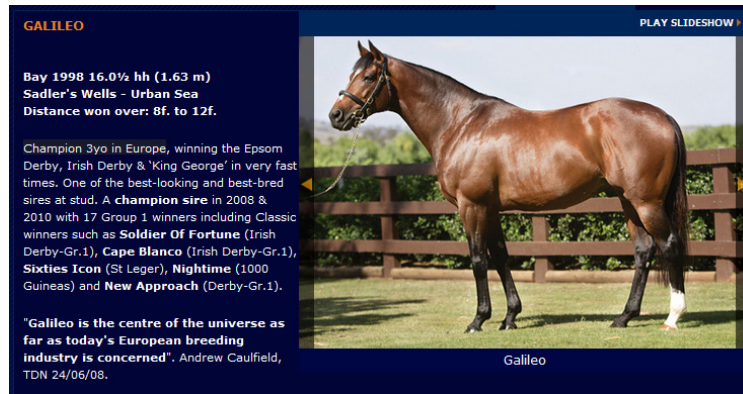 GALILEO
PLAY SLIDESHOW
Bay 1998 16.0½ hh (1.63 m)
Sadler's Wells - Urban Sea
Distance won over: 8f. to 12f.
Champion 3yo in Europe, winning the Epsom
Derby, Irish Derby & 'King George' in very fast
times. One of the best-looking and best-bred
sires at stud. A champion sire in 2008 &
2010 with 17 Group 1 winners including Classic
winners such as Soldier Of Fortune (Irish
Derby-Gr.1), Cape Blanco (Irish Derby-Gr.1),
Sixties Icon (St Leger), Nightime (1000
Guineas) and New Approach (Derby-Gr.1).
"Galileo is the centre of the universe as
far as today's European breeding
industry is concerned". Andrew Caulfield,
TDN 24/06/08.
Galileo